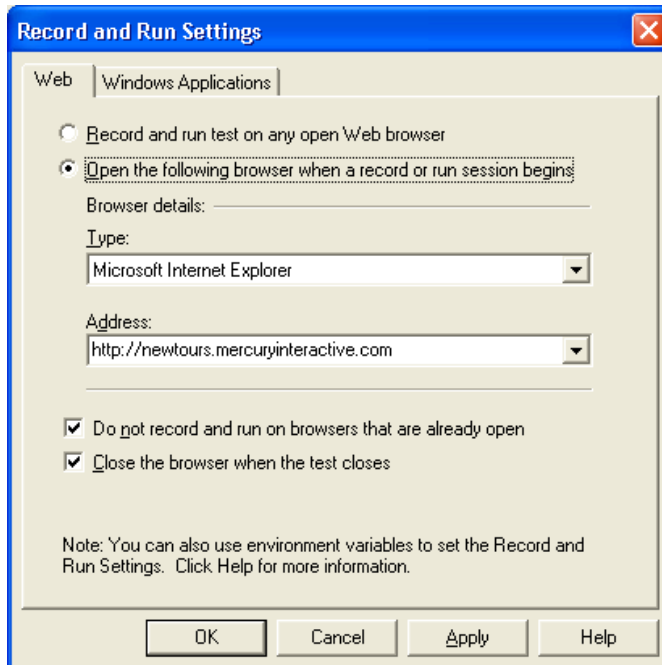 Record and Run Settings
Web
Windows Applications
Record and run test on any open Web browser
Open the following browser when a record or run session begins
Browser details:
Type:
Microsoft Internet Explorer
Address:
http://newtours.mercuryinteractive.com
Do not record and run on browsers that are already open
Close the browser when the test closes
Note: You can also use environment variables to set the Record and
Run Settings. Click Help for more information.
OK
Cancel
Apply
Help